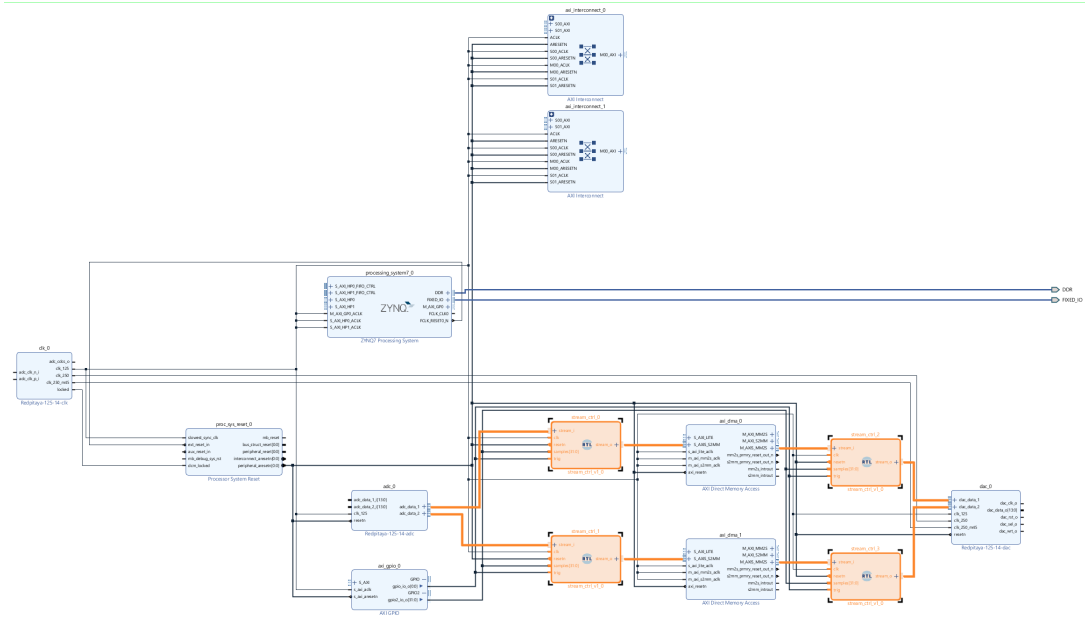 axi_interconnect_0
S00_AXI
S01_AXI
ACLK
ARESETN
S00_ACLK
S00_ARESETN
M00_ACLK
M00_ARESETN
S01_ACLK
S01_ARESETN
M00_AXI
AXI Interconnect
axi_interconnect_1
S00_AXI
S01_AXI
ACLK
ARESETN
S00_ACLK
S00_ARESETN
M00_ACLK
M00_ARESETN
S01_ACLK
S01_ARESETN
M00_AXI
AXI Interconnect
processing_system7_0
S_AXI_HP0_FIFO_CTRL
S_AXI_HP1_FIFO_CTRL
S_AXI_HP0
S_AXI_HP1
M_AXI_GP0_ACLK
S_AXI_HP0_ACLK
S_AXI_HP1_ACLK
ZYNQ
DDR
FIXED_IO
M_AXI_GP0
FCLK_CLK0
FCLK_RESET0_N
ZYNQ7 Processing System
DDR
FIXED_IO
clk_0
adc_clk_n_i
adc_clk_p_i
clk_125
clk_250
locked
Redpitaya-125-14-clk
proc_sys_reset_0
slowest_sync_clk
ext_reset_in
aux_reset_in
mb_debug_sys_rst
dcm_locked
mb_reset
bus_struct_reset[0:0]
peripheral_reset[0:0]
interconnect_aresetn[0:0]
peripheral_aresetn[0:0]
Processor System Reset
adc_0
adc_data_1_i[13:0]
adc_data_2_i[13:0]
clk_125
resetn
adc_data_1
adc_data_2
Redpitaya-125-14-adc
axi_gpio_0
S_AXI
s_axi_aclk
s_axi_aresetn
GPIO
gpio_io_o[0:0]
GPIO2
gpio2_io_o[31:0]
AXI GPIO
stream_ctrl_0
stream_i
clk
resetn
samples[31:0]
trig
RTL
stream_o
stream_ctrl_v1_0
stream_ctrl_1
stream_i
clk
resetn
samples[31:0]
trig
RTL
stream_o
stream_ctrl_v1_0
axi_dma_0
S_AXI_LITE
S_AXIS_S2MM
s_axi_lite_aclk
m_axi_mm2s_aclk
m_axi_s2mm_aclk
axi_resetn
M_AXI_MM2S
M_AXI_S2MM
M_AXIS_MM2S
mm2s_prmry_reset_out_n
s2mm_prmry_reset_out_n
mm2s_introut
s2mm_introut
AXI Direct Memory Access
axi_dma_1
S_AXI_LITE
S_AXIS_S2MM
s_axi_lite_aclk
m_axi_mm2s_aclk
m_axi_s2mm_aclk
axi_resetn
M_AXI_MM2S
M_AXI_S2MM
M_AXIS_MM2S
mm2s_prmry_reset_out_n
s2mm_prmry_reset_out_n
mm2s_introut
s2mm_introut
AXI Direct Memory Access
stream_ctrl_2
stream_i
clk
resetn
samples[31:0]
trig
RTL
stream_o
stream_ctrl_v1_0
stream_ctrl_3
stream_i
clk
resetn
samples[31:0]
trig
RTL
stream_o
stream_ctrl_v1_0
dac_0
dac_data_1
dac_data_2
clk_125
clk_250
resetn
dac_clk_o
dac_data_o[13:0]
dac_rst_o
dac_sel_o
dac_wrt_o
Redpitaya-125-14-dac